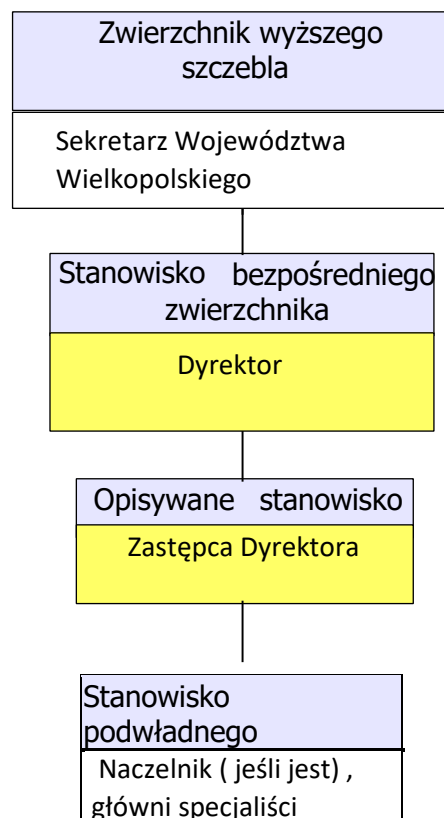 Zwierzchnik wyższego
szczebla
Sekretarz Województwa
Wielkopolskiego
Stanowisko bezpośredniego
zwierzchnika
Dyrektor
Opisywane stanowisko
Zastępca Dyrektora
Stanowisko
podwładnego
Naczelnik ( jeśli jest) ,
główni specjaliści